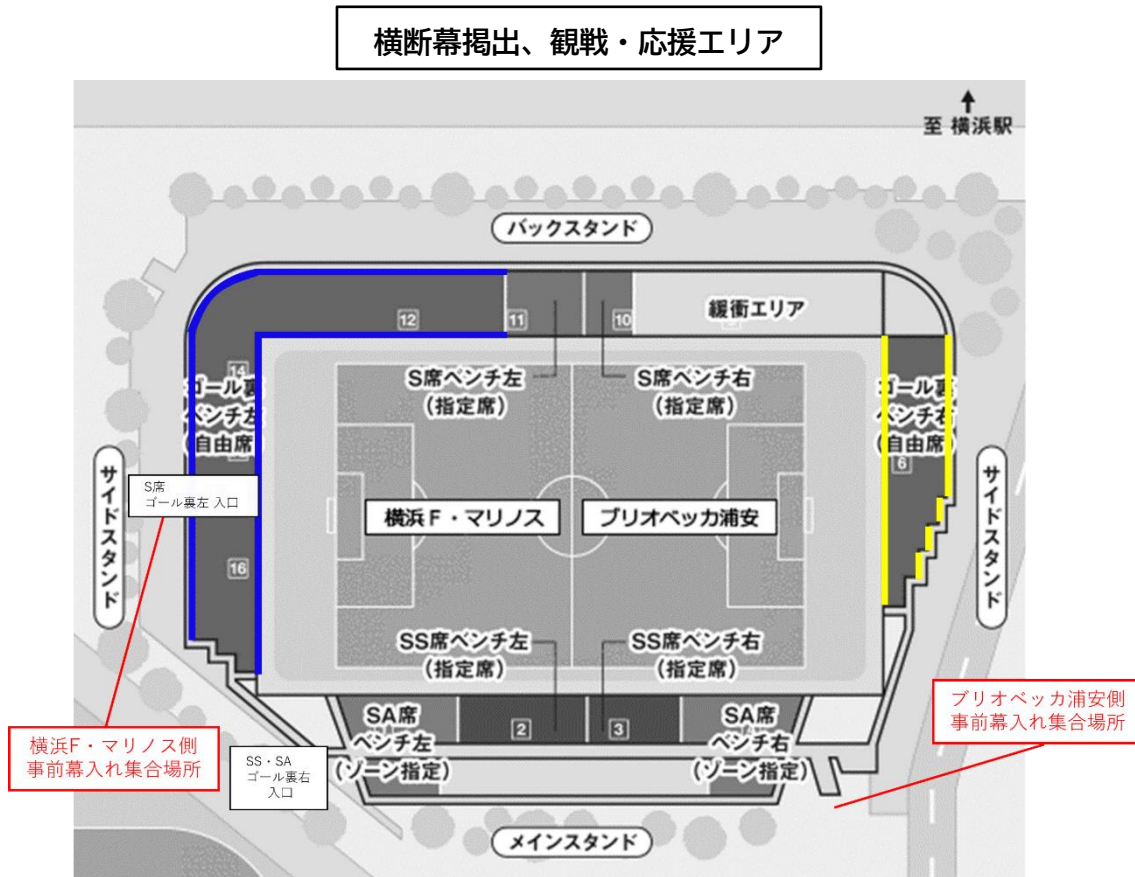 横断幕掲出、観戦・応援エリア
至 横浜駅
バックスタンド
12
11
10
緩衝エリア
S席ベンチ左
(指定席)
S席ベンチ右
(指定席)
14
ゴール裏
ベンチ左
(自由席)
ゴール裏
ベンチ右
(自由席)
6
サイドスタンド
サイドスタンド
S席
ゴール裏左 入口
横浜F・マリノス
ブリオベッカ浦安
16
SS席ベンチ左
(指定席)
SS席ベンチ右
(指定席)
SA席
ベンチ左
(ゾーン指定)
2
3
SA席
ベンチ右
(ゾーン指定)
横浜F・マリノス側
事前幕入れ集合場所
ブリオベッカ浦安側
事前幕入れ集合場所
SS・SA
ゴール裏右
入口
メインスタンド